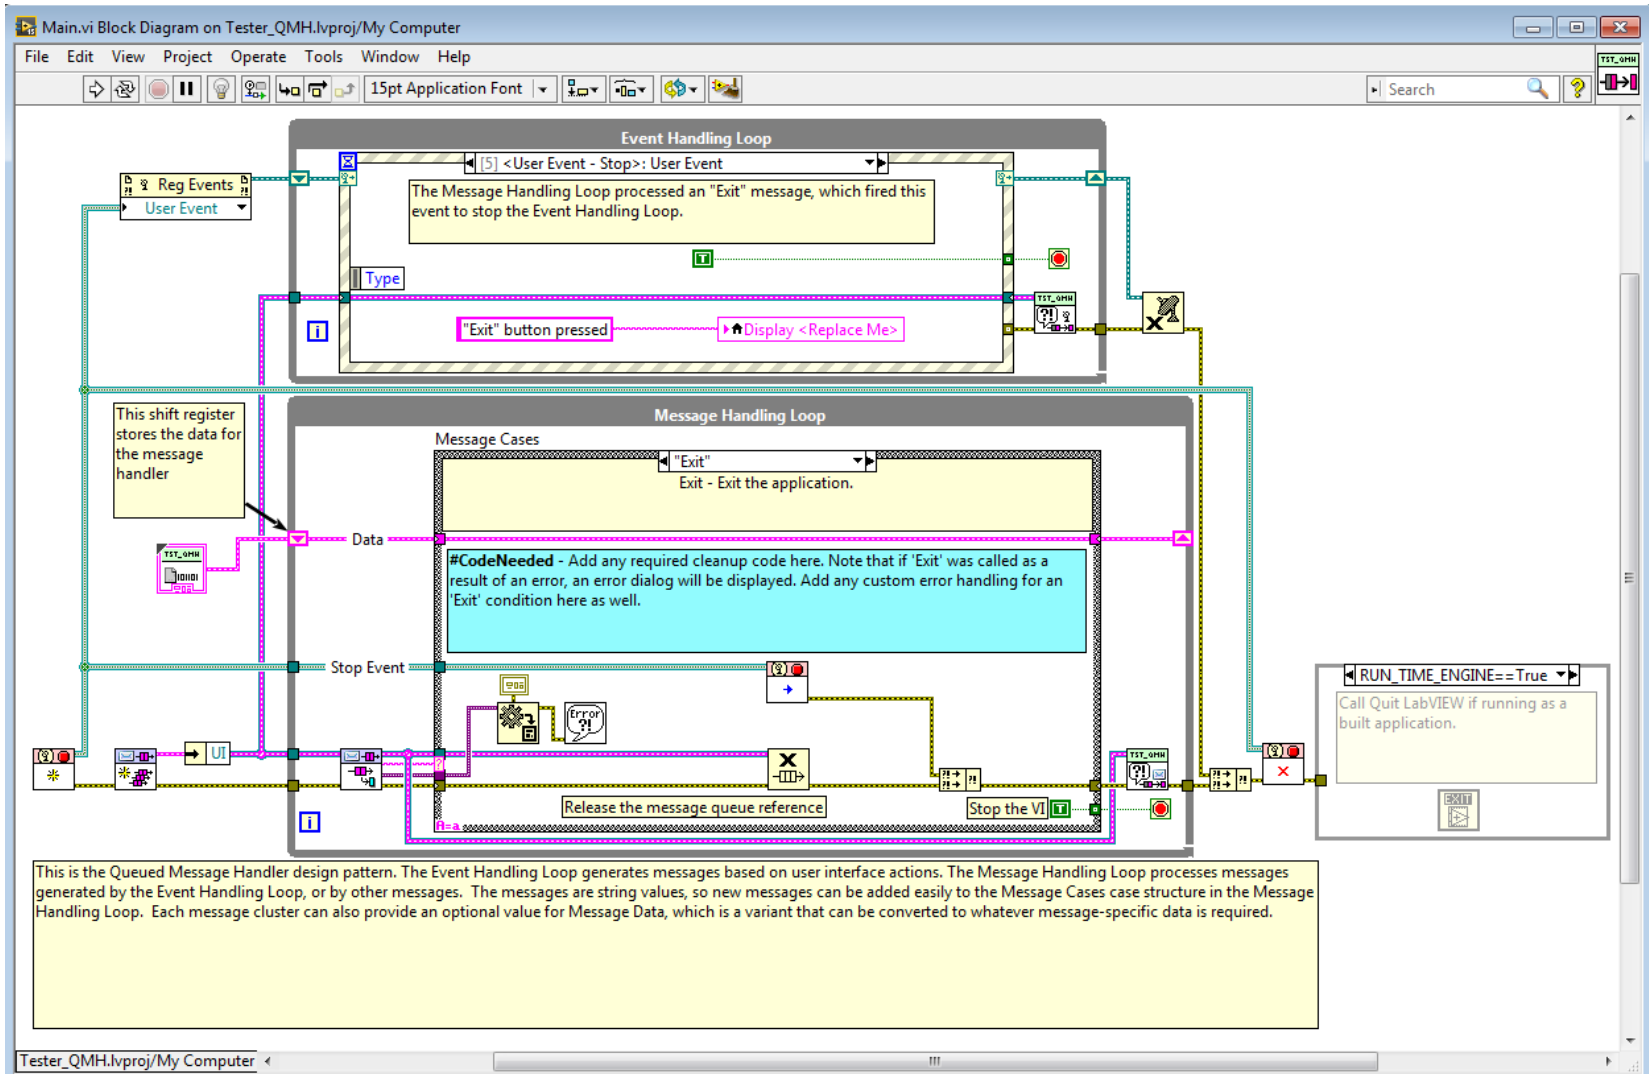 Main.vi Block Diagram on Tester_QMH.lvproj/My Computer
File Edit View Project Operate Tools Window Help
TST_QMH
15pt Application Font
Search
Event Handling Loop
[5] <User Event - Stop>: User Event
Reg Events
User Event
The Message Handling Loop processed an "Exit" message, which fired this
event to stop the Event Handling Loop.
T
Type
TST_QMH
i
"Exit" button pressed
Display <Replace Me>
This shift register
stores the data for
the message
handler
Message Handling Loop
Message Cases
"Exit"
Exit - Exit the application.
Data
TST_QMH
#CodeNeeded - Add any required cleanup code here. Note that if 'Exit' was called as a
result of an error, an error dialog will be displayed. Add any custom error handling for an
'Exit' condition here as well.
Stop Event
RUN_TIME_ENGINE==True
Call Quit LabVIEW if running as a
built application.
Error
?!
UI
TST_QMH
EXIT
Release the message queue reference
Stop the VI
T
i
A=a
This is the Queued Message Handler design pattern. The Event Handling Loop generates messages based on user interface actions. The Message Handling Loop processes messages
generated by the Event Handling Loop, or by other messages.  The messages are string values, so new messages can be added easily to the Message Cases case structure in the Message
Handling Loop.  Each message cluster can also provide an optional value for Message Data, which is a variant that can be converted to whatever message-specific data is required.
Tester_QMH.lvproj/My Computer